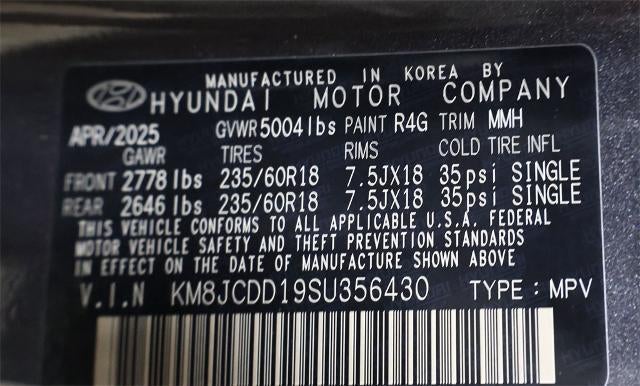 MANUFACTURED IN KOREA BY
HYUNDAI MOTOR COMPANY
APR/2025 GVWR 5004 lbs PAINT R4G TRIM MMH
GAWR TIRES RIMS COLD TIRE INFL
FRONT 2778 lbs 235/60R18 7.5JX18 35psi SINGLE
REAR 2646 lbs 235/60R18 7.5JX18 35psi SINGLE
THIS VEHICLE CONFORMS TO ALL APPLICABLE U.S.A. FEDERAL
MOTOR VEHICLE SAFETY AND THEFT PREVENTION STANDARDS
IN EFFECT ON THE DATE OF MANUFACTURE SHOWN ABOVE
V.I.N KM8JCDD19SU356430 TYPE : MPV